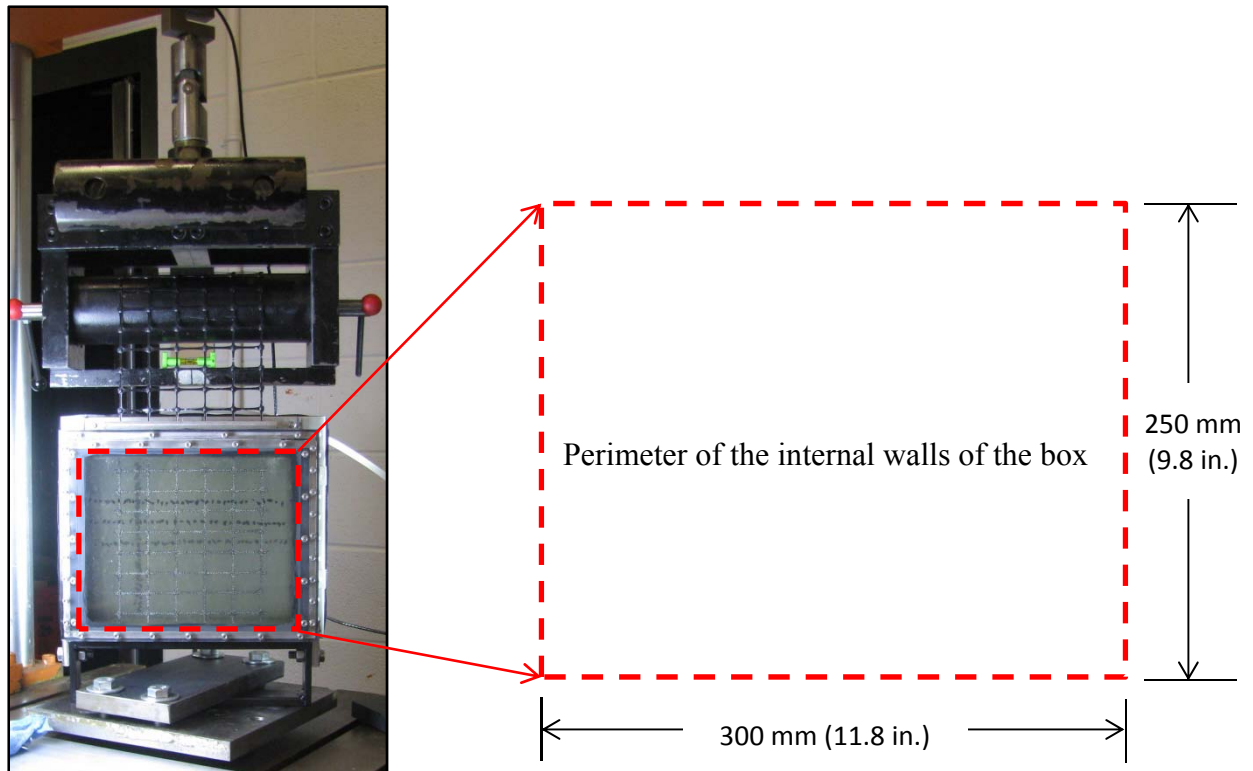 Perimeter of the internal walls of the box
250 mm
(9.8 in.)
300 mm (11.8 in.)